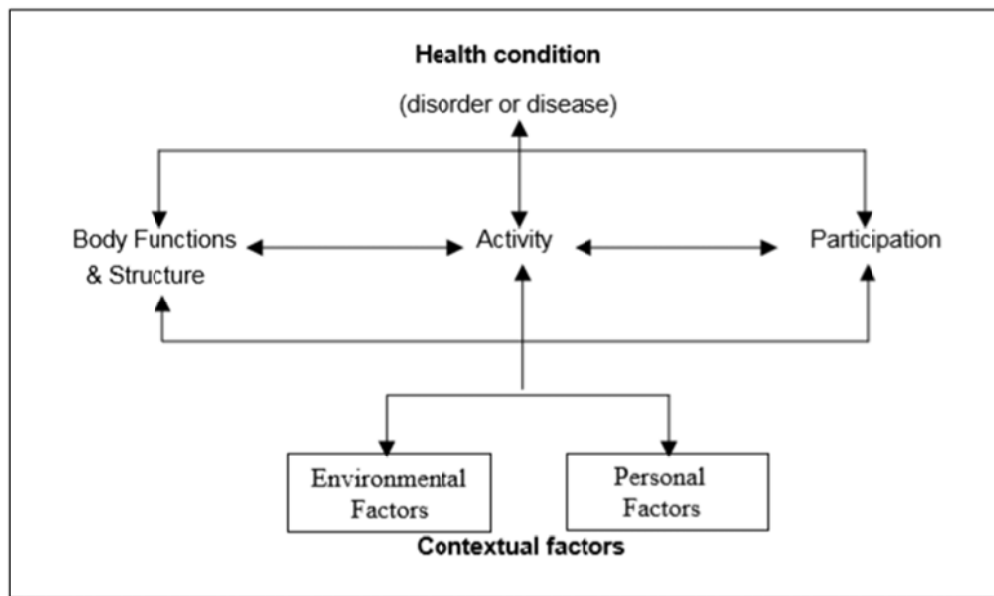 Health condition
(disorder or disease)
Body Functions
& Structure
Activity
Participation
Environmental
Factors
Personal
Factors
Contextual factors